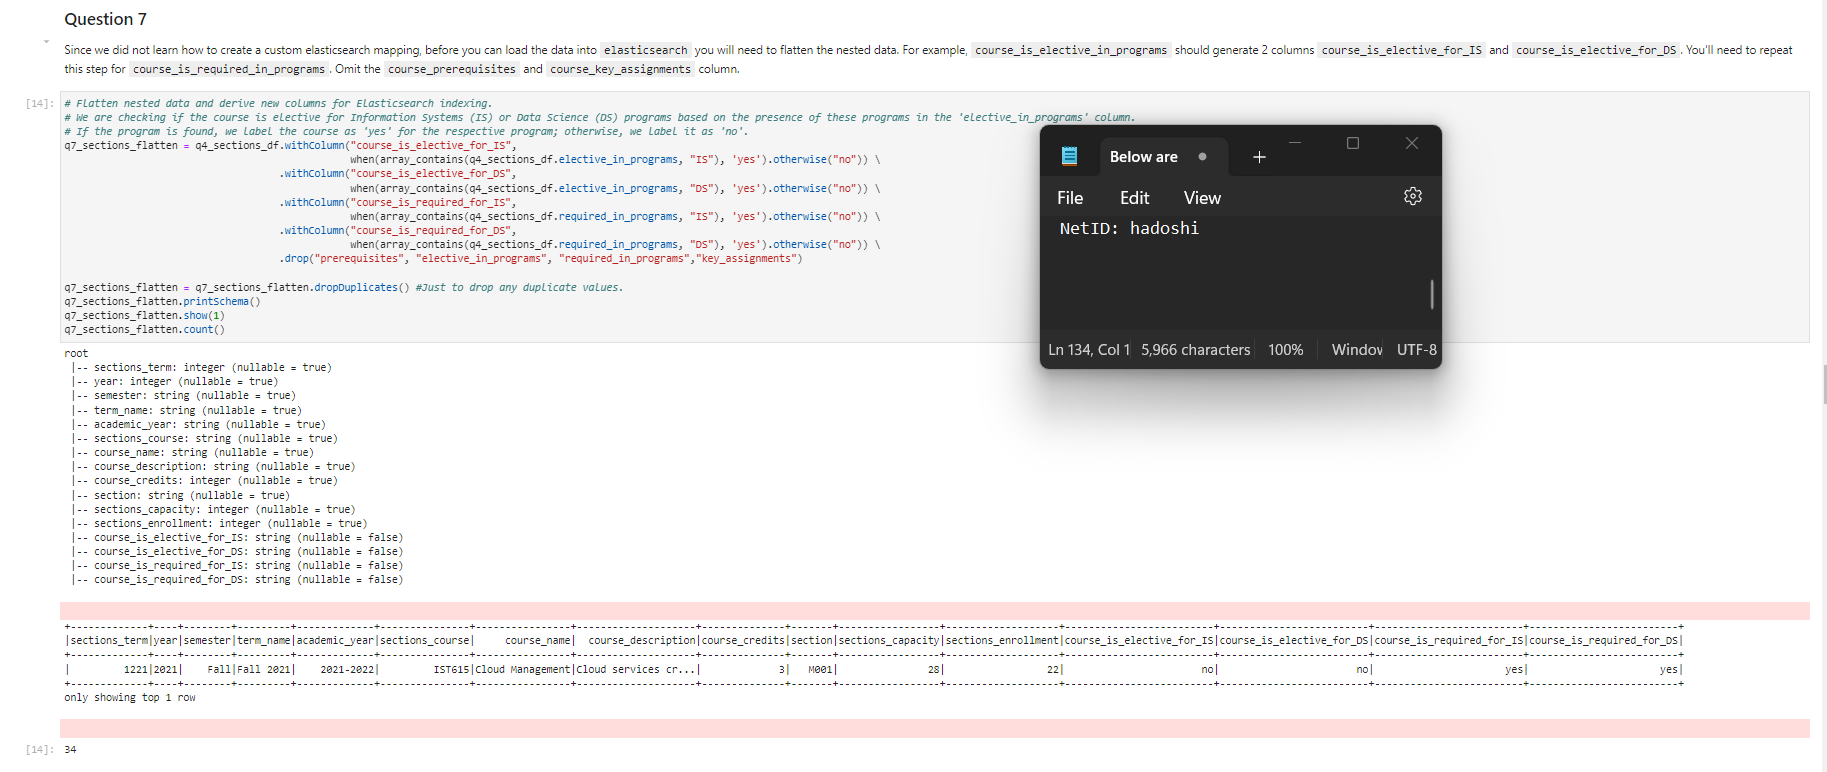 Question 7
Since we did not learn how to create a custom elasticsearch mapping, before you can load the data into elasticsearch you will need to flatten the nested data. For example, course_is_elective_in_programs should generate 2 columns course_is_elective_for_IS and course_is_elective_for_DS . You'll need to repeat
this step for course_is_required_in_programs . Omit the course_prerequisites and course_key_assignments column.
[14]:
# Flatten nested data and derive new columns for Elasticsearch indexing.
# We are checking if the course is elective for Information Systems (IS) or Data Science (DS) programs based on the presence of these programs in the 'elective_in_programs' column.
# If the program is found, we label the course as 'yes' for the respective program; otherwise, we label it as 'no'.
q7_sections_flatten = q4_sections_df.withColumn("course_is_elective_for_IS",
when(array_contains(q4_sections_df.elective_in_programs, "IS"), 'yes').otherwise("no")) \
.withColumn("course_is_elective_for_DS",
when(array_contains(q4_sections_df.elective_in_programs, "DS"), 'yes').otherwise("no")) \
.withColumn("course_is_required_for_IS",
when(array_contains(q4_sections_df.required_in_programs, "IS"), 'yes').otherwise("no")) \
.withColumn("course_is_required_for_DS",
when(array_contains(q4_sections_df.required_in_programs, "DS"), 'yes').otherwise("no")) \
.drop("prerequisites", "elective_in_programs", "required_in_programs","key_assignments")
q7_sections_flatten = q7_sections_flatten.dropDuplicates() #Just to drop any duplicate values.
q7_sections_flatten.printSchema()
q7_sections_flatten.show(1)
q7_sections_flatten.count()
Below are
File Edit View
NetID: hadoshi
Ln 134, Col 1 5,966 characters 100% Window UTF-8
root
|-- sections_term: integer (nullable = true)
|-- year: integer (nullable = true)
|-- semester: string (nullable = true)
|-- term_name: string (nullable = true)
|-- academic_year: string (nullable = true)
|-- sections_course: string (nullable = true)
|-- course_name: string (nullable = true)
|-- course_description: string (nullable = true)
|-- course_credits: integer (nullable = true)
|-- section: string (nullable = true)
|-- sections_capacity: integer (nullable = true)
|-- sections_enrollment: integer (nullable = true)
|-- course_is_elective_for_IS: string (nullable = false)
|-- course_is_elective_for_DS: string (nullable = false)
|-- course_is_required_for_IS: string (nullable = false)
|-- course_is_required_for_DS: string (nullable = false)
|sections_term|year|semester|term_name|academic_year|sections_course| course_name| course_description|course_credits|section|sections_capacity|sections_enrollment|course_is_elective_for_IS|course_is_elective_for_DS|course_is_required_for_IS|course_is_required_for_DS|
| 1221|2021| Fall|Fall 2021| 2021-2022| IST615|Cloud Management|Cloud services cr...| 3| M001| 28| 22| no| no| yes| yes|
only showing top 1 row
[14]: 34